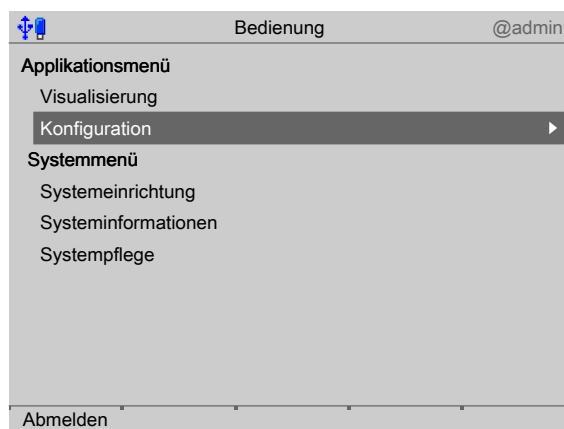 Bedienung @admin
Applikationsmenü
Visualisierung
Konfiguration
Systemmenü
Systemeinrichtung
Systeminformationen
Systempflege
Abmelden